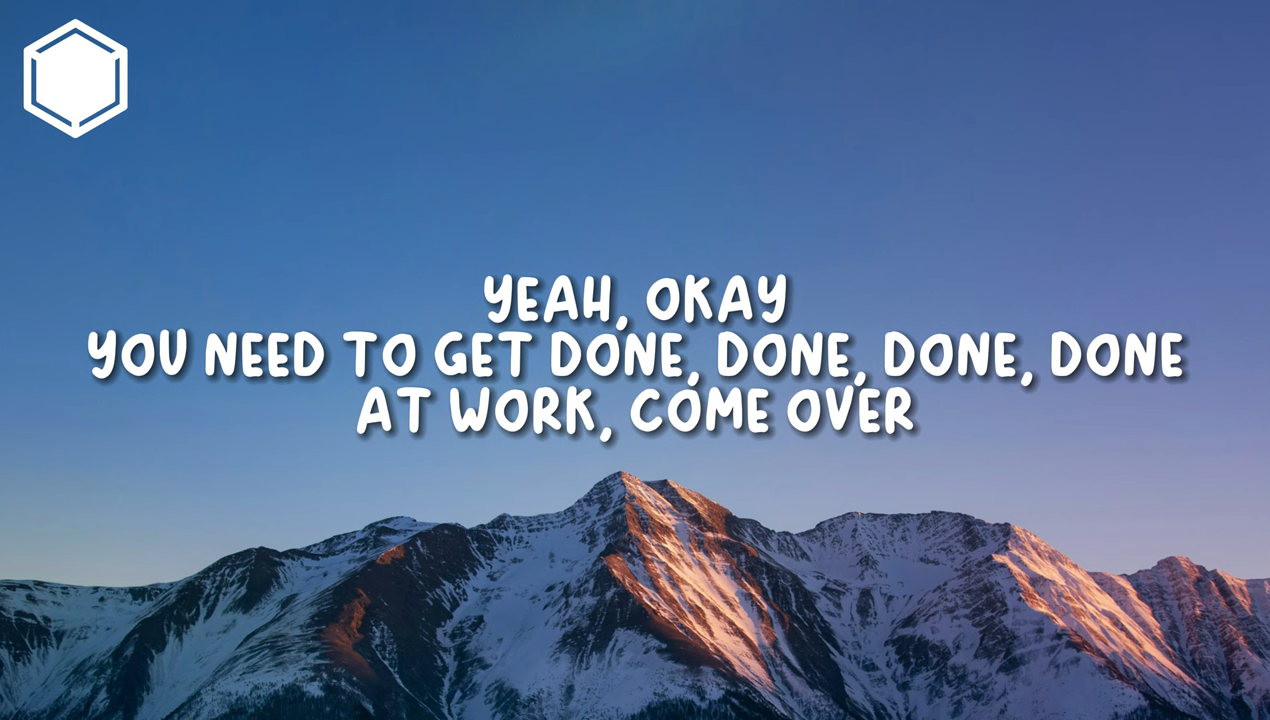 YEAH, OKAY
YOU NEED TO GET DONE, DONE, DONE, DONE
AT WORK, COME OVER